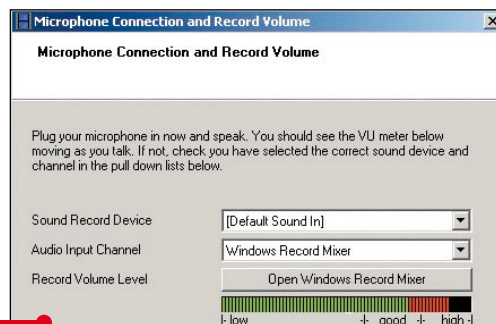 Microphone Connection and Record Volume
Microphone Connection and Record Volume
Plug your microphone in now and speak. You should see the VU meter below
moving as you talk. If not, check you have selected the correct sound device and
channel in the pull down lists below.
Sound Record Device [Default Sound In]
Audio Input Channel Windows Record Mixer
Record Volume Level Open Windows Record Mixer
|- low -|- good -|- high -|